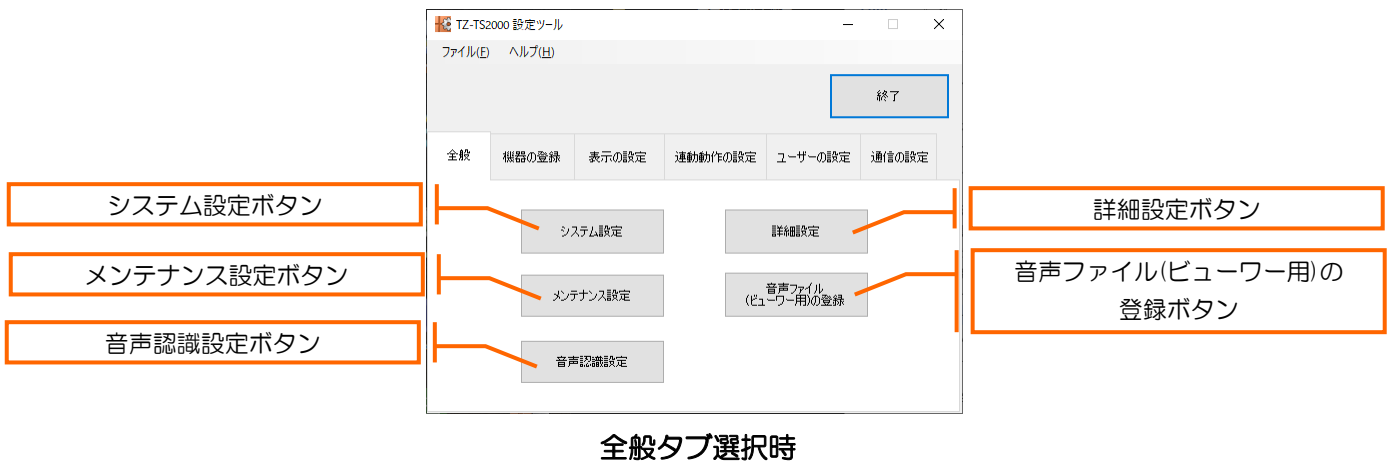 TZ-TS2000 設定ツール
ファイル(F) ヘルプ(H)
終了
全般 機器の登録 表示の設定 連動動作の設定 ユーザーの設定 通信の設定
システム設定ボタン
システム設定
詳細設定
詳細設定ボタン
メンテナンス設定ボタン
メンテナンス設定
音声ファイル
(ビューワー用)の登録
音声ファイル(ビューワー用)の
登録ボタン
音声認識設定ボタン
音声認識設定
全般タブ選択時